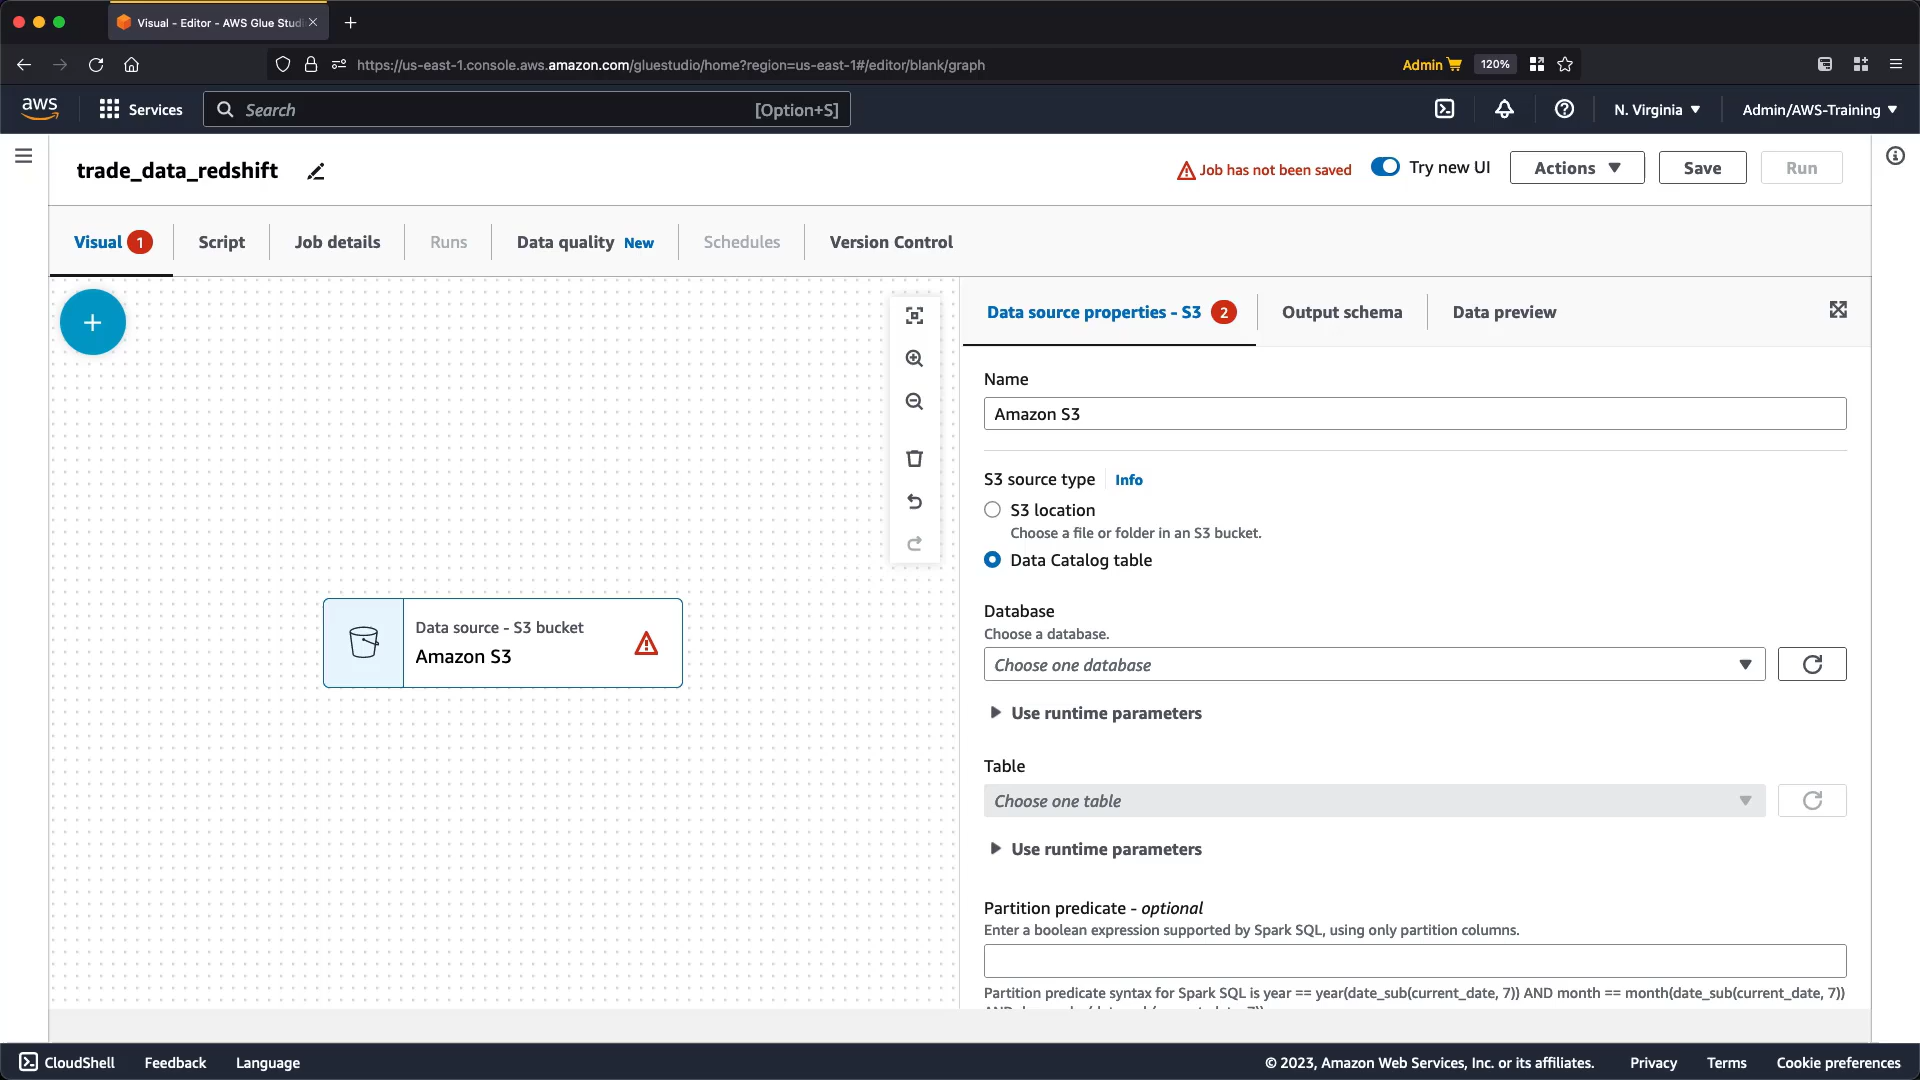 Visual - Editor - AWS Glue Studi
https://us-east-1.console.aws.amazon.com/gluestudio/home?region=us-east-1#/editor/blank/graph
Admin
120%
aws
Services
Search
[Option+S]
N. Virginia
Admin/AWS-Training
trade_data_redshift
Job has not been saved
Try new UI
Actions
Save
Run
Visual 1
Script
Job details
Runs
Data quality New
Schedules
Version Control
Data source properties - S3 2
Output schema
Data preview
Name
Amazon S3
S3 source type Info
S3 location
Choose a file or folder in an S3 bucket.
Data Catalog table
Data source - S3 bucket
Amazon S3
Database
Choose a database.
Choose one database
Use runtime parameters
Table
Choose one table
Use runtime parameters
Partition predicate - optional
Enter a boolean expression supported by Spark SQL, using only partition columns.
Partition predicate syntax for Spark SQL is year == year(date_sub(current_date, 7)) AND month == month(date_sub(current_date, 7))
CloudShell
Feedback
Language
© 2023, Amazon Web Services, Inc. or its affiliates.
Privacy
Terms
Cookie preferences